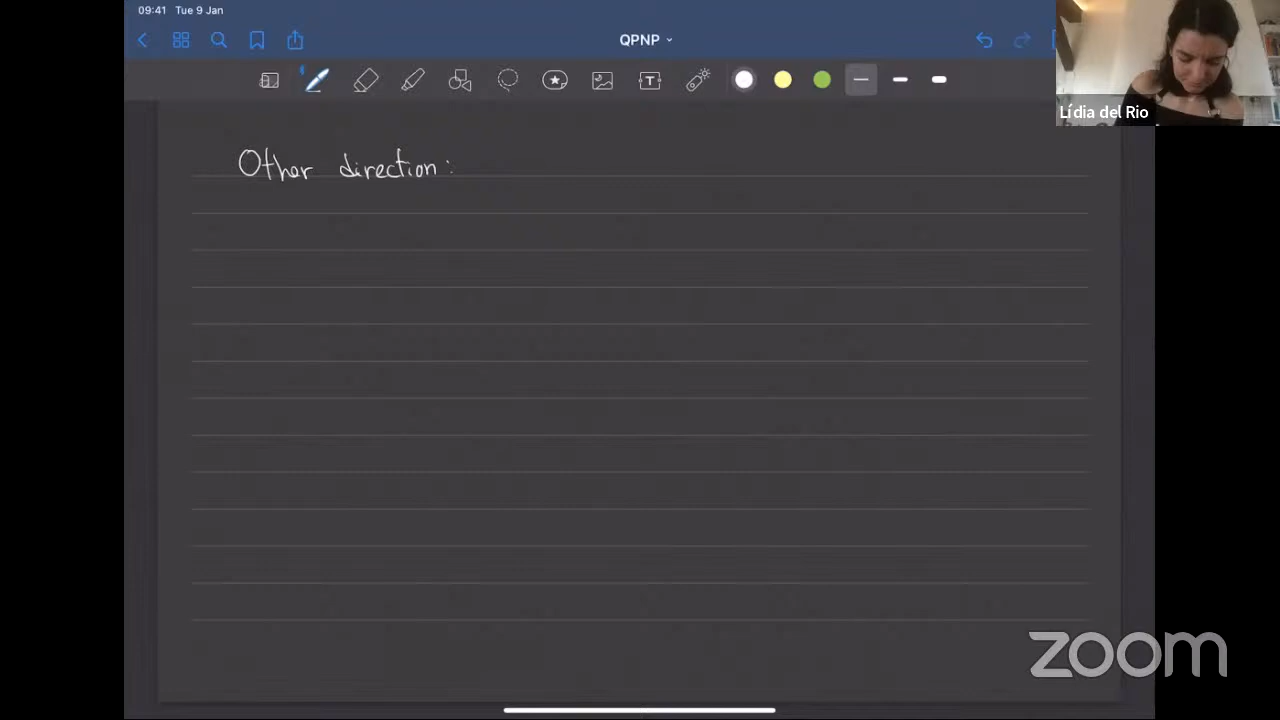 09:41 Tue 9 Jan
QPNP
T
Lídia del Rio
Other direction:
zoom